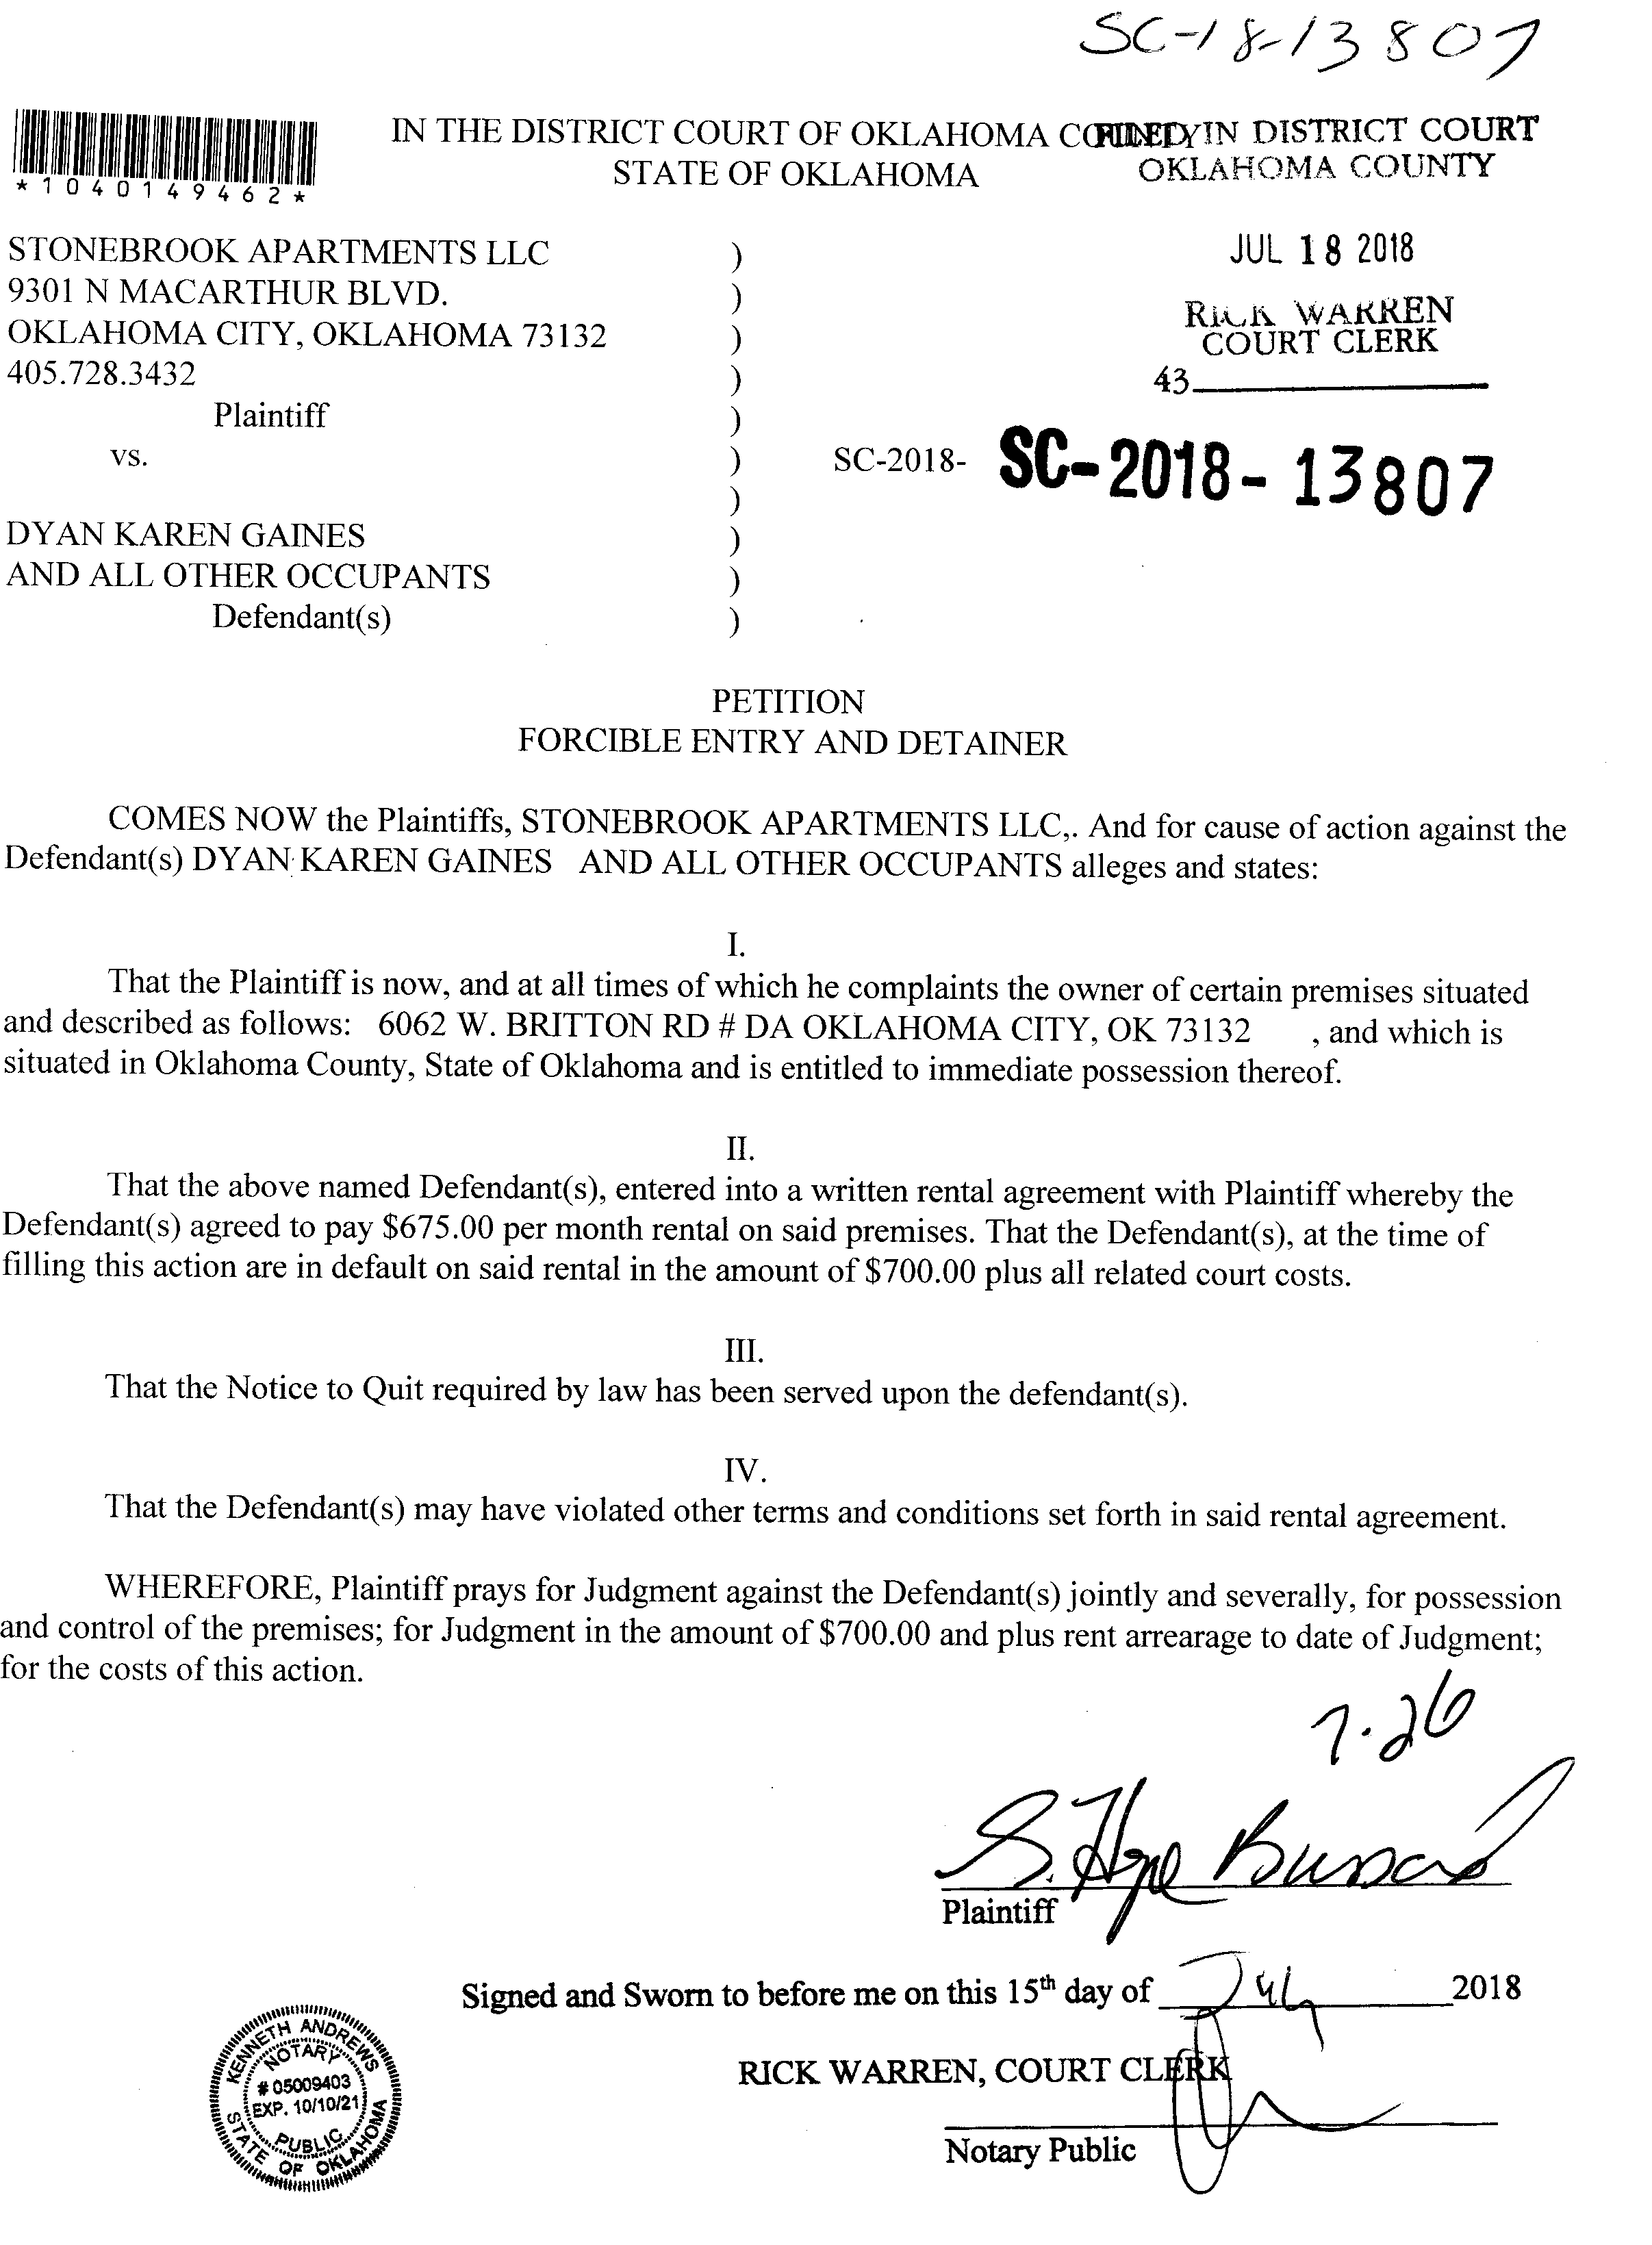 SC-18-13807
*1040149462*
IN THE DISTRICT COURT OF OKLAHOMA COUNTY
STATE OF OKLAHOMA
FILED IN DISTRICT COURT
OKLAHOMA COUNTY
JUL 18 2018
RICK WARREN
COURT CLERK
43
STONEBROOK APARTMENTS LLC )
9301 N MACARTHUR BLVD. )
OKLAHOMA CITY, OKLAHOMA 73132 )
405.728.3432 )
Plaintiff )
vs. ) SC-2018- SC-2018-13807
)
DYAN KAREN GAINES )
AND ALL OTHER OCCUPANTS )
Defendant(s) )
PETITION
FORCIBLE ENTRY AND DETAINER
COMES NOW the Plaintiffs, STONEBROOK APARTMENTS LLC,. And for cause of action against the
Defendant(s) DYAN KAREN GAINES AND ALL OTHER OCCUPANTS alleges and states:
I.
That the Plaintiff is now, and at all times of which he complaints the owner of certain premises situated
and described as follows: 6062 W. BRITTON RD # DA OKLAHOMA CITY, OK 73132 , and which is
situated in Oklahoma County, State of Oklahoma and is entitled to immediate possession thereof.
II.
That the above named Defendant(s), entered into a written rental agreement with Plaintiff whereby the
Defendant(s) agreed to pay $675.00 per month rental on said premises. That the Defendant(s), at the time of
filling this action are in default on said rental in the amount of $700.00 plus all related court costs.
III.
That the Notice to Quit required by law has been served upon the defendant(s).
IV.
That the Defendant(s) may have violated other terms and conditions set forth in said rental agreement.
WHEREFORE, Plaintiff prays for Judgment against the Defendant(s) jointly and severally, for possession
and control of the premises; for Judgment in the amount of $700.00 and plus rent arrearage to date of Judgment;
for the costs of this action.
7.26
S. Hope
Plaintiff
Signed and Sworn to before me on this 15th day of July 2018
RICK WARREN, COURT CLERK
Notary Public
KENNETH ANDREWS
NOTARY
# 05009403
EXP. 10/10/21
PUBLIC
STATE OF OKLAHOMA